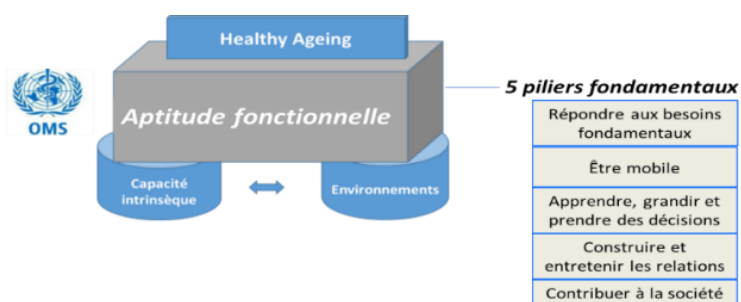 Healthy Ageing
Aptitude fonctionnelle
OMS
Capacité
intrinsèque
Environnements
5 piliers fondamentaux
Répondre aux besoins
fondamentaux
Être mobile
Apprendre, grandir et
prendre des décisions
Construire et
entretenir les relations
Contribuer à la société